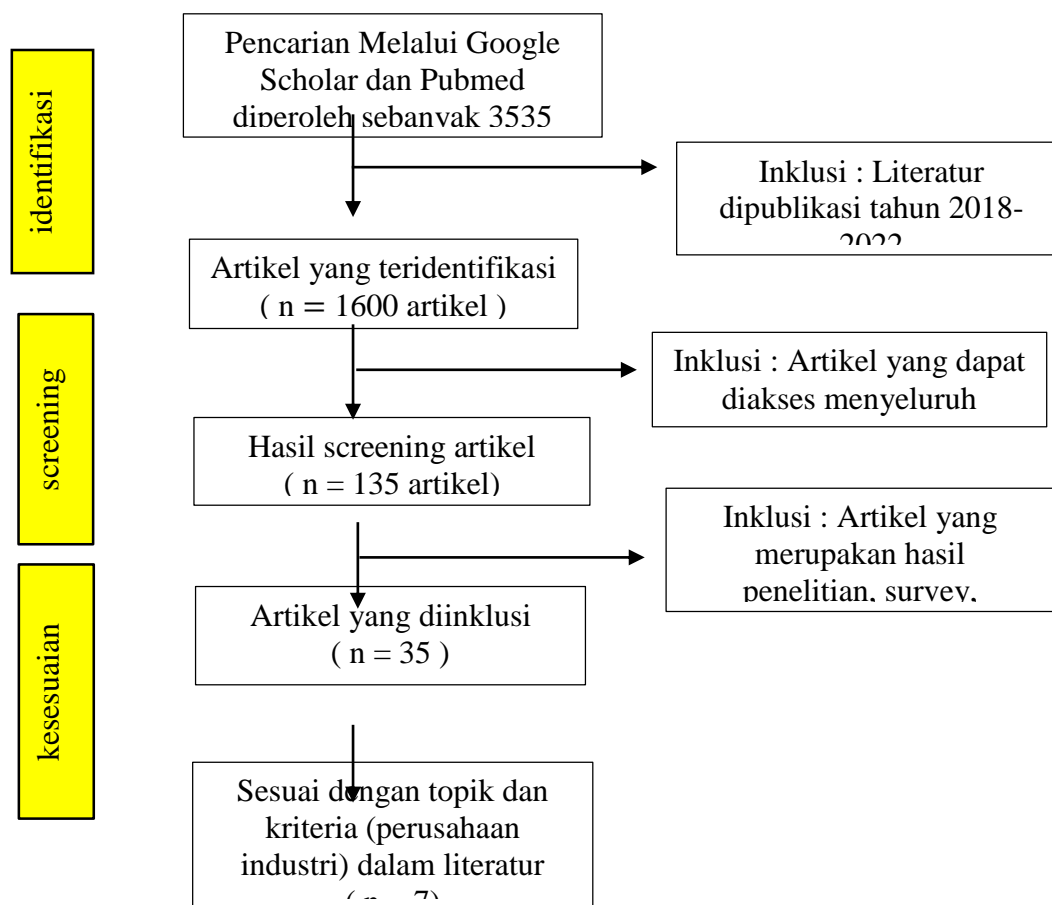 identifikasi
Pencarian Melalui Google
Scholar dan Pubmed
diperoleh sebanyak 3535
Inklusi : Literatur
dipublikasi tahun 2018-
2022
Artikel yang teridentifikasi
( n = 1600 artikel )
screening
Inklusi : Artikel yang dapat
diakses menyeluruh
Hasil screening artikel
( n = 135 artikel)
Inklusi : Artikel yang
merupakan hasil
penelitian, survey,
kesesuaian
Artikel yang diinklusi
( n = 35 )
Sesuai dengan topik dan
kriteria (perusahaan
industri) dalam literatur
( n = 7)